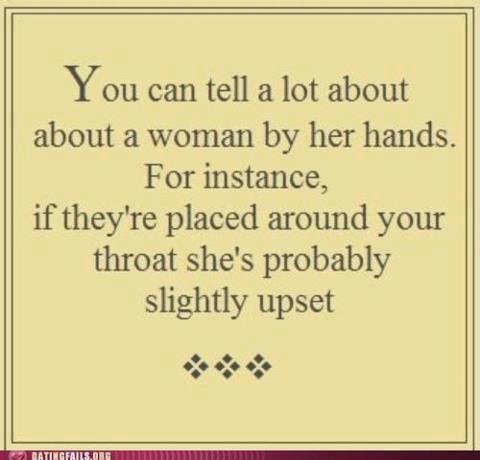 You can tell a lot about
about a woman by her hands.
For instance,
if they're placed around your
throat she's probably
slightly upset
DATINGFAILS.ORG